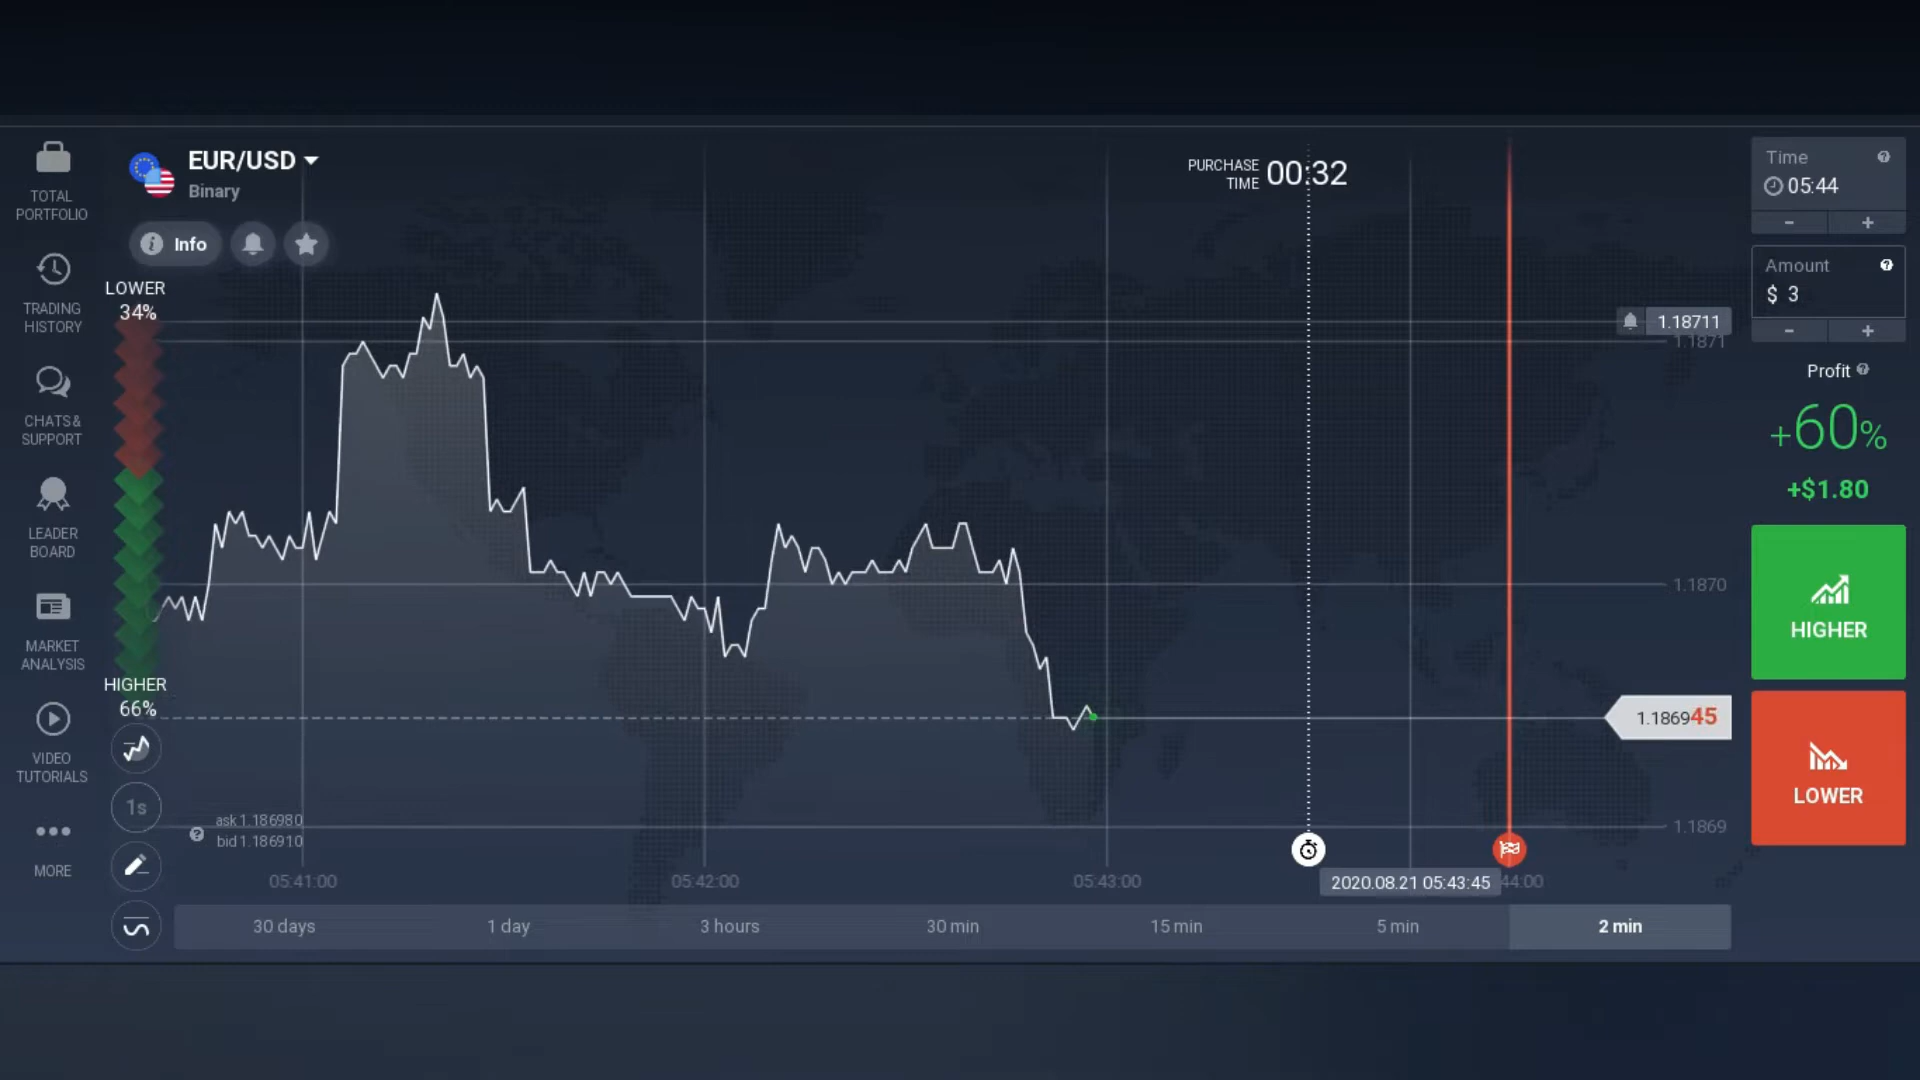 EUR/USD
Binary
Info
TOTAL
PORTFOLIO
TRADING
HISTORY
CHATS &
SUPPORT
LEADER
BOARD
MARKET
ANALYSIS
VIDEO
TUTORIALS
MORE
LOWER
34%
HIGHER
66%
1s
ask 1.186980
bid 1.186910
PURCHASE
TIME
00:32
1.18711
1.1871
1.1870
1.186945
1.1869
05:41:00
05:42:00
05:43:00
2020.08.21 05:43:45
44:00
30 days
1 day
3 hours
30 min
15 min
5 min
2 min
Time
05:44
-
+
Amount
$ 3
-
+
Profit
+60%
+$1.80
HIGHER
LOWER